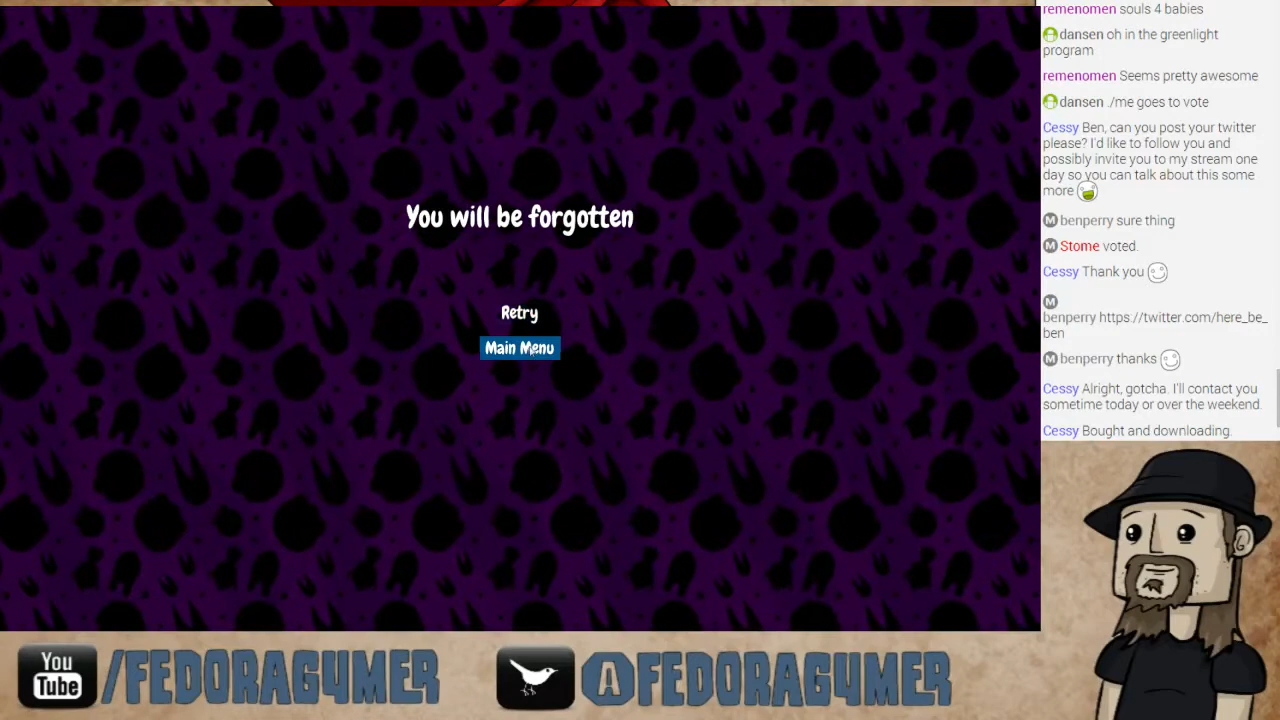 You will be forgotten
Retry
Main Menu
remenomen souls 4 babies
dansen oh in the greenlight
program
remenomen Seems pretty awesome
dansen ./me goes to vote
Cessy Ben, can you post your twitter
please? I'd like to follow you and
possibly invite you to my stream one
day so you can talk about this some
more
M benperry sure thing
M Stome voted.
Cessy Thank you
M
benperry https://twitter.com/here_be_
ben
M benperry thanks
Cessy Alright, gotcha. I'll contact you
sometime today or over the weekend.
Cessy Bought and downloading.
You
Tube /FEDORAG4MER
@FEDORAG4MER